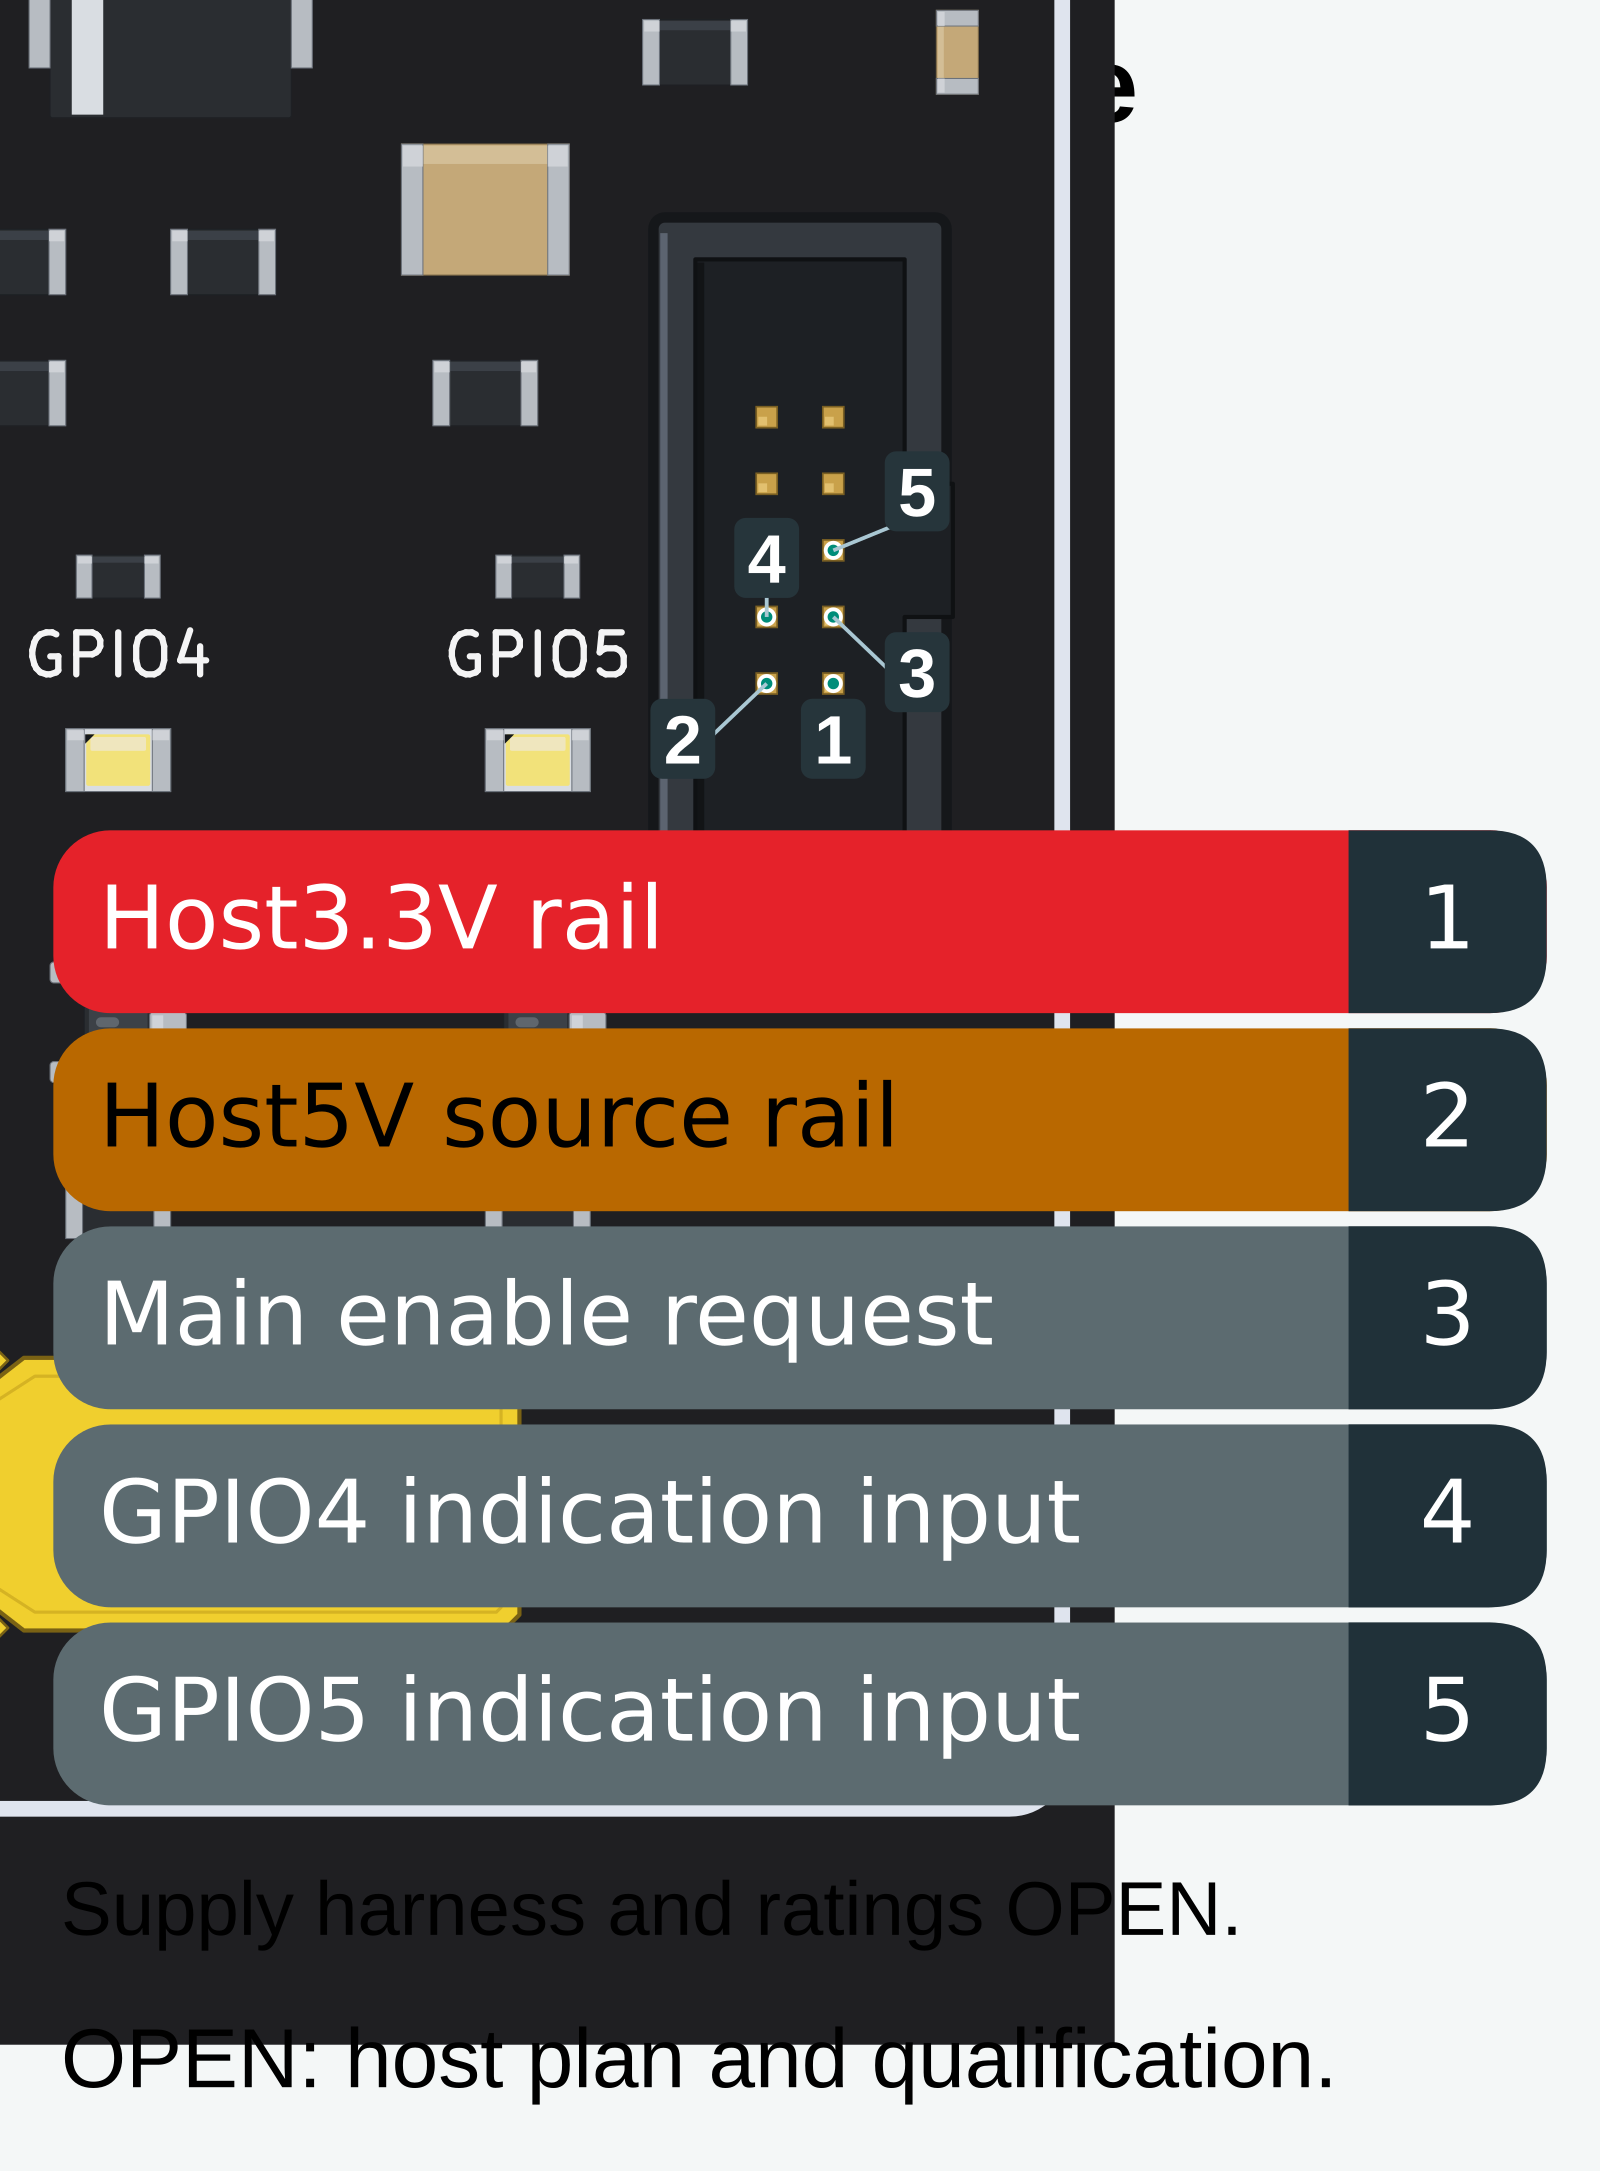 e
5
4
GPIO4
GPIO5
3
2
1
Host3.3V rail 1
Host5V source rail 2
Main enable request 3
GPIO4 indication input 4
GPIO5 indication input 5
Supply harness and ratings OPEN.
OPEN: host plan and qualification.